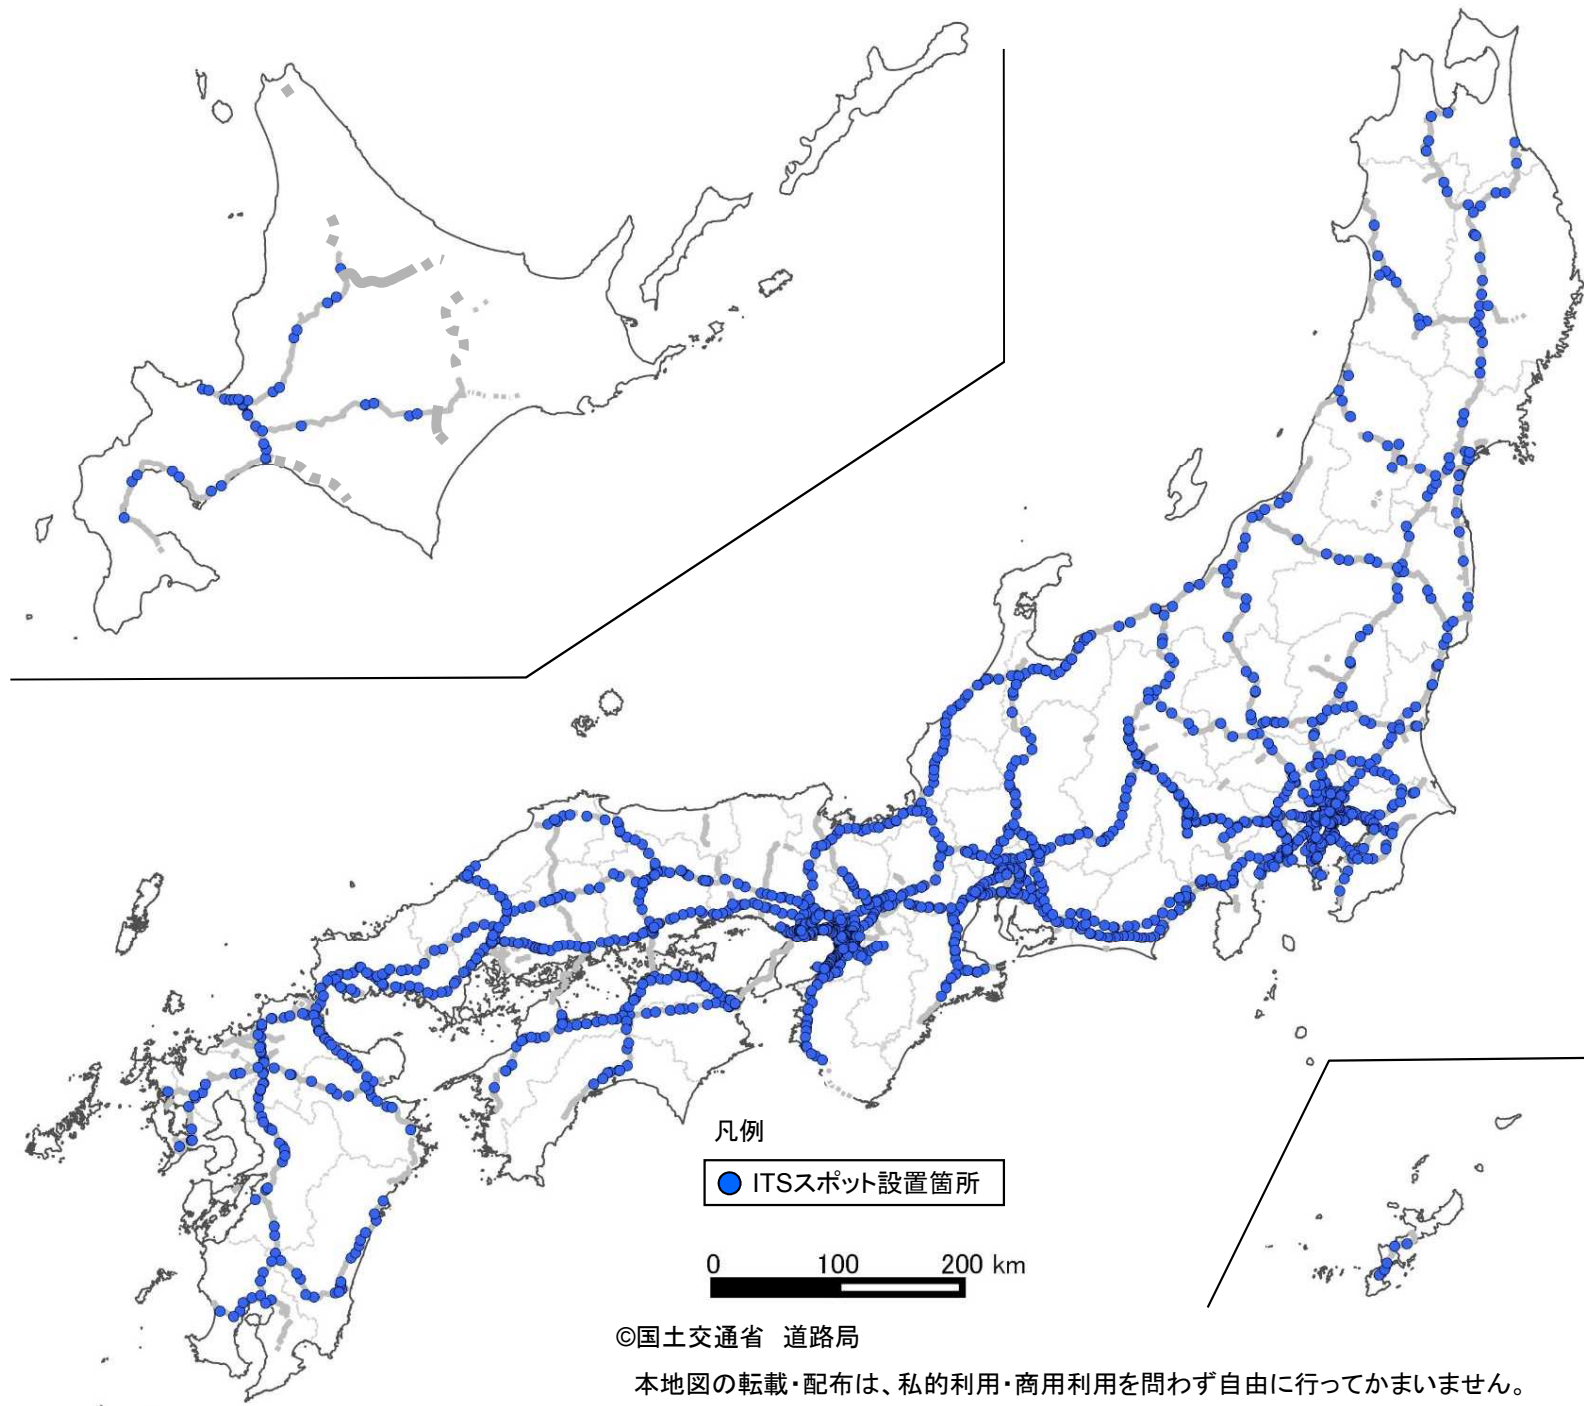 凡例
ITSスポット設置箇所
0 100 200 km
©国土交通省 道路局
本地図の転載・配布は、私的利用・商用利用を問わず自由に行ってかまいません。